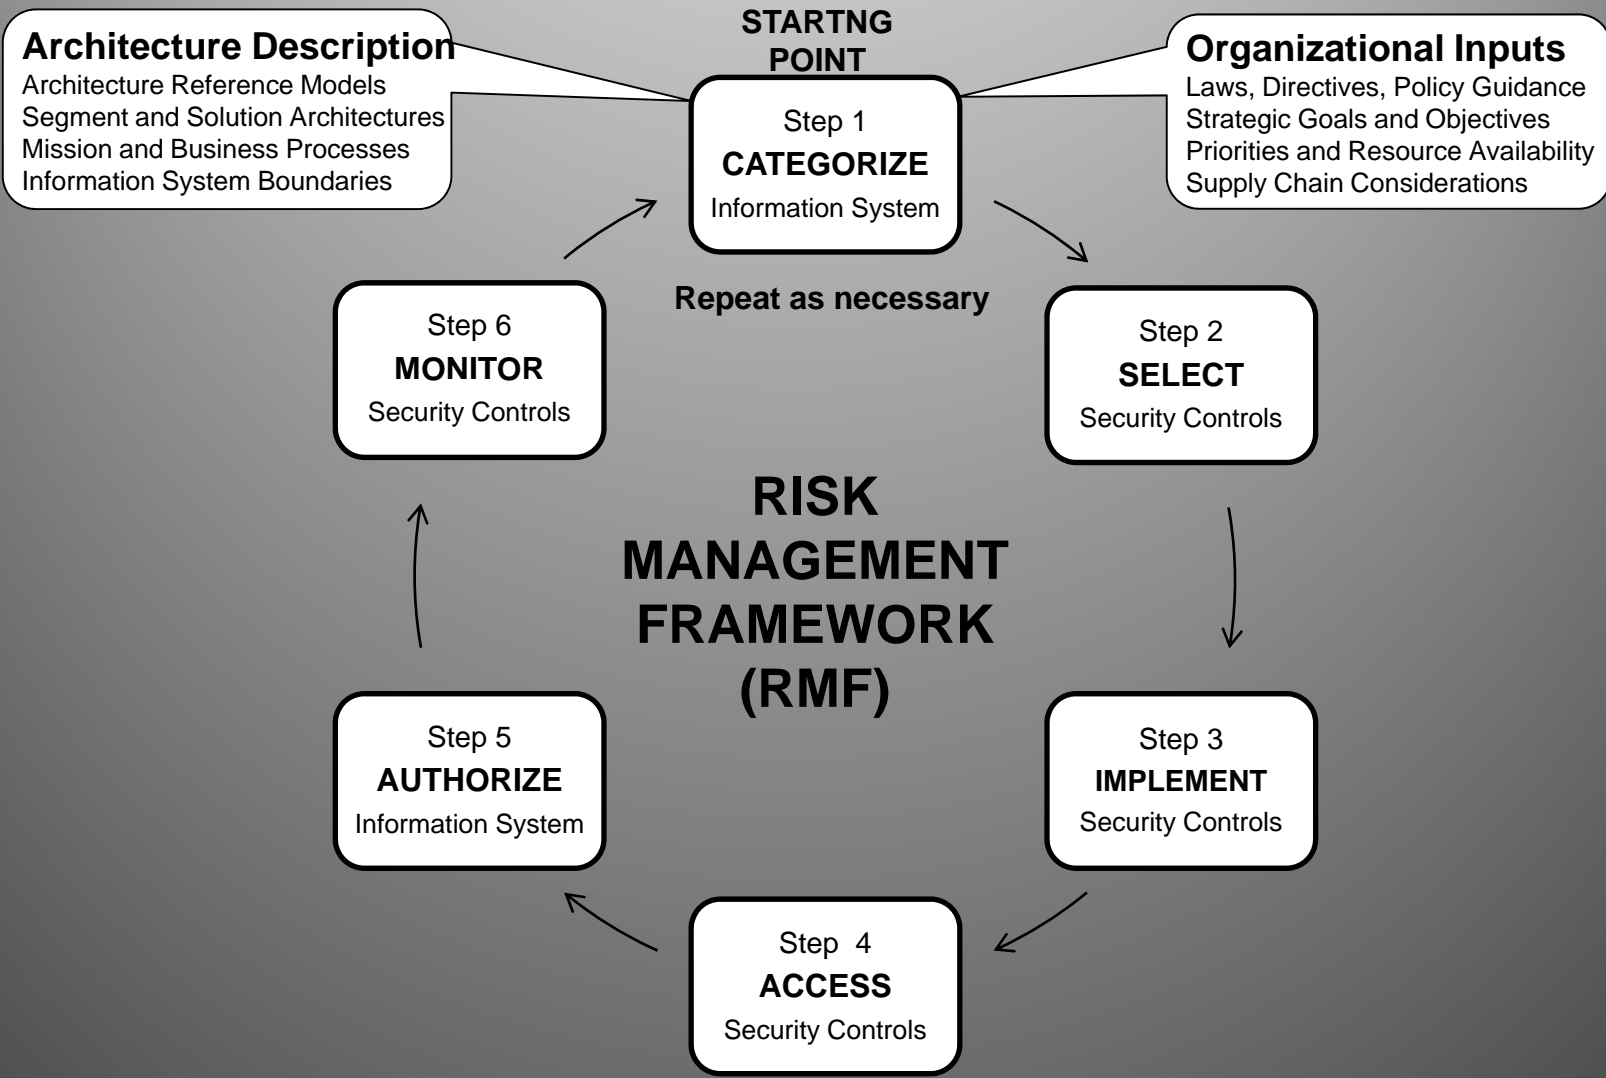 Architecture Description
Architecture Reference Models
Segment and Solution Architectures
Mission and Business Processes
Information System Boundaries
STARTNG
POINT
Organizational Inputs
Laws, Directives, Policy Guidance
Strategic Goals and Objectives
Priorities and Resource Availability
Supply Chain Considerations
Step 1
CATEGORIZE
Information System
Repeat as necessary
Step 2
SELECT
Security Controls
Step 3
IMPLEMENT
Security Controls
Step 4
ACCESS
Security Controls
Step 5
AUTHORIZE
Information System
Step 6
MONITOR
Security Controls
RISK
MANAGEMENT
FRAMEWORK
(RMF)